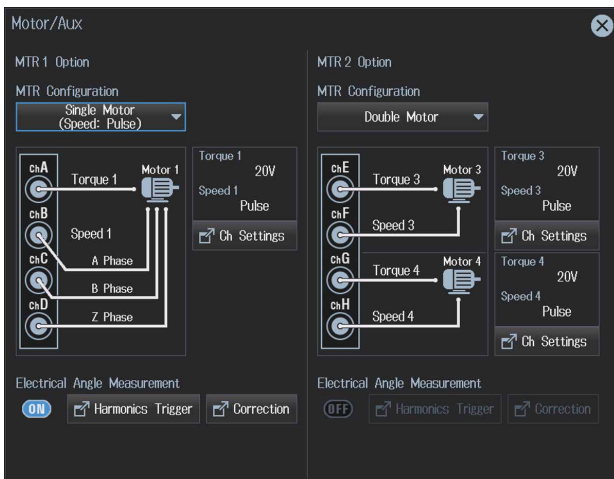 Motor/Aux
MTR1 Option
MTR Configuration
Single Motor
(Speed: Pulse)
chA
Torque 1
Motor 1
chB
Speed 1
chC
A Phase
B Phase
chD
Z Phase
Torque 1
20V
Speed 1
Pulse
Ch Settings
Electrical Angle Measurement
ON
Harmonics Trigger
Correction
MTR2 Option
MTR Configuration
Double Motor
chE
Torque 3
Motor 3
chF
Speed 3
chG
Torque 4
Motor 4
chH
Speed 4
Torque 3
20V
Speed 3
Pulse
Ch Settings
Torque 4
20V
Speed 4
Pulse
Ch Settings
Electrical Angle Measurement
OFF
Harmonics Trigger
Correction